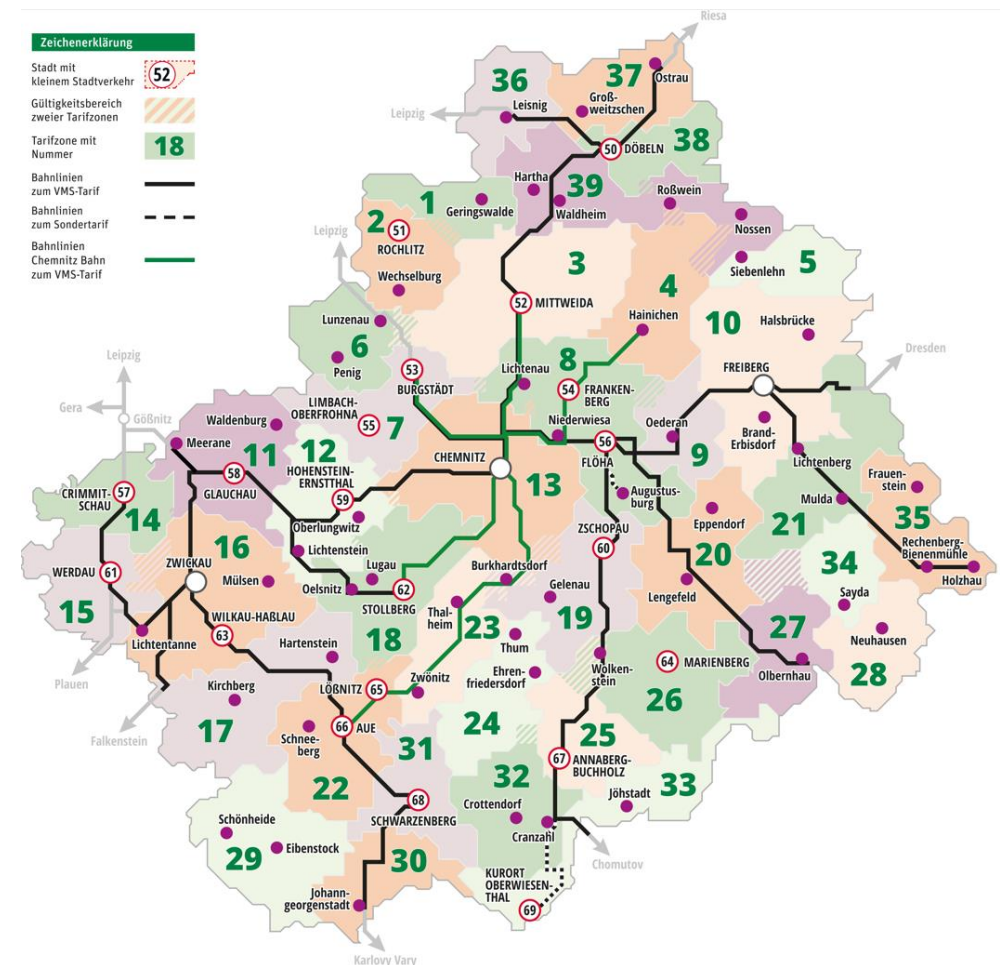 Zeichenerklärung
Stadt mit
kleinem Stadtverkehr
52
Gültigkeitsbereich
zweier Tarifzonen
Tarifzone mit
Nummer
18
Bahnlinien
zum VMS-Tarif
Bahnlinien
zum Sondertarif
Bahnlinien
Chemnitz Bahn
zum VMS-Tarif
Riesa
36
37
Ostrau
Groß-
weitzschen
Leisnig
Leipzig
50
DÖBELN
38
Hartha
39
Waldheim
Roßwein
1
Geringswalde
2
51
ROCHLITZ
Nossen
Leipzig
3
Siebenlehn
5
Wechselburg
4
52
MITTWEIDA
Hainichen
10
Halsbrücke
Lunzenau
6
Penig
8
Dresden
Leipzig
53
BURGSTÄDT
Lichtenau
54
FRANKEN-
BERG
FREIBERG
Gera
Gößnitz
Waldenburg
LIMBACH-
OBERFROHNA
55
7
Niederwiesa
Oederan
Brand-
Erbisdorf
Meerane
11
12
CHEMNITZ
56
FLÖHA
9
Lichtenberg
58
GLAUCHAU
HOHENSTEIN-
ERNSTTHAL
59
13
Frauen-
stein
57
CRIMMIT-
SCHAU
14
Oberlungwitz
Augustus-
burg
Mulda
35
Eppendorf
21
16
ZSCHOPAU
60
20
Rechenberg-
Bienenmühle
Holzhau
Lichtenstein
Lugau
Burkhardtsdorf
34
WERDAU
61
ZWICKAU
Mülsen
Oelsnitz
62
STOLLBERG
Gelenau
Lengefeld
Sayda
15
Thal-
heim
23
19
27
Neuhausen
WILKAU-HAßLAU
63
18
Thum
Lichtentanne
Hartenstein
Wolken-
stein
64
MARIENBERG
28
Plauen
Kirchberg
LÖßNITZ
65
Zwönitz
Ehren-
friedersdorf
26
Olbernhau
17
66
AUE
24
Falkenstein
Schnee-
berg
31
25
22
32
67
ANNABERG-
BUCHHOLZ
33
68
SCHWARZENBERG
Crottendorf
Jöhstadt
Schönheide
Cranzahl
29
Eibenstock
30
Chomutov
KURORT
OBERWIESEN-
THAL
69
Johann-
georgenstadt
Karlovy Vary